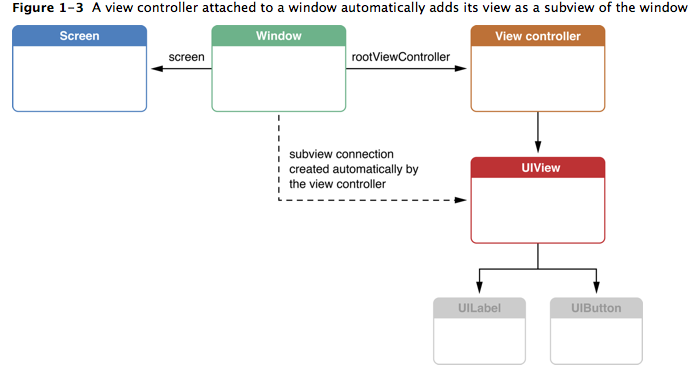 Figure 1-3 A view controller attached to a window automatically adds its view as a subview of the window
Screen
Window
View controller
screen
rootViewController
subview connection
created automatically by
the view controller
UIView
UILabel
UIButton